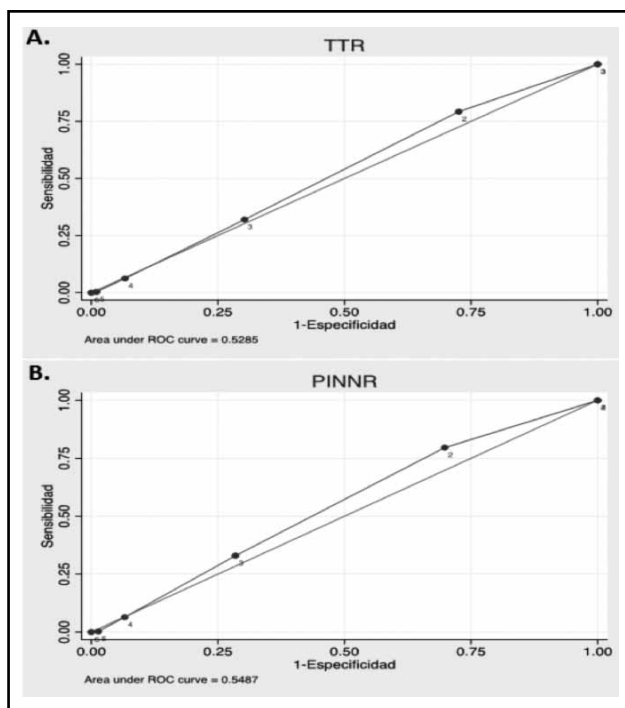 A.
TTR
Sensibilidad
1.00
0.75
0.50
0.25
0.00
3
2
3
4
0.00 0.25 0.50 0.75 1.00
1-Especificidad
Area under ROC curve = 0.5285
B.
PINNR
Sensibilidad
1.00
0.75
0.50
0.25
0.00
2
3
4
0.00 0.25 0.50 0.75 1.00
1-Especificidad
Area under ROC curve = 0.5487